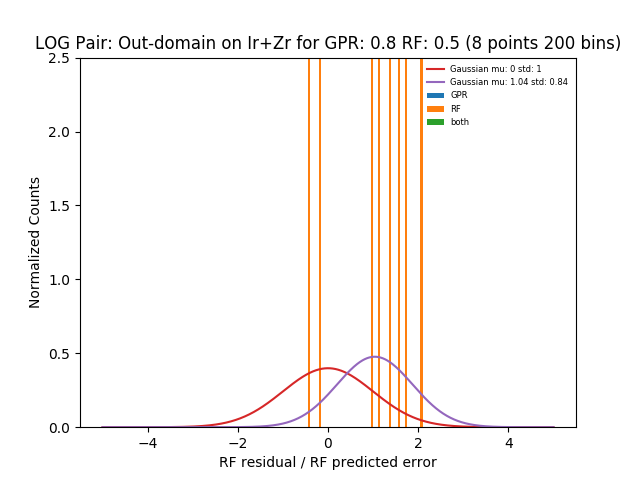 LOG Pair: Out-domain on Ir+Zr for GPR: 0.8 RF: 0.5 (8 points 200 bins)
2.5
2.0
1.5
1.0
0.5
0.0
Normalized Counts
Gaussian mu: 0 std: 1
Gaussian mu: 1.04 std: 0.84
GPR
RF
both
−4
−2
0
2
4
RF residual / RF predicted error